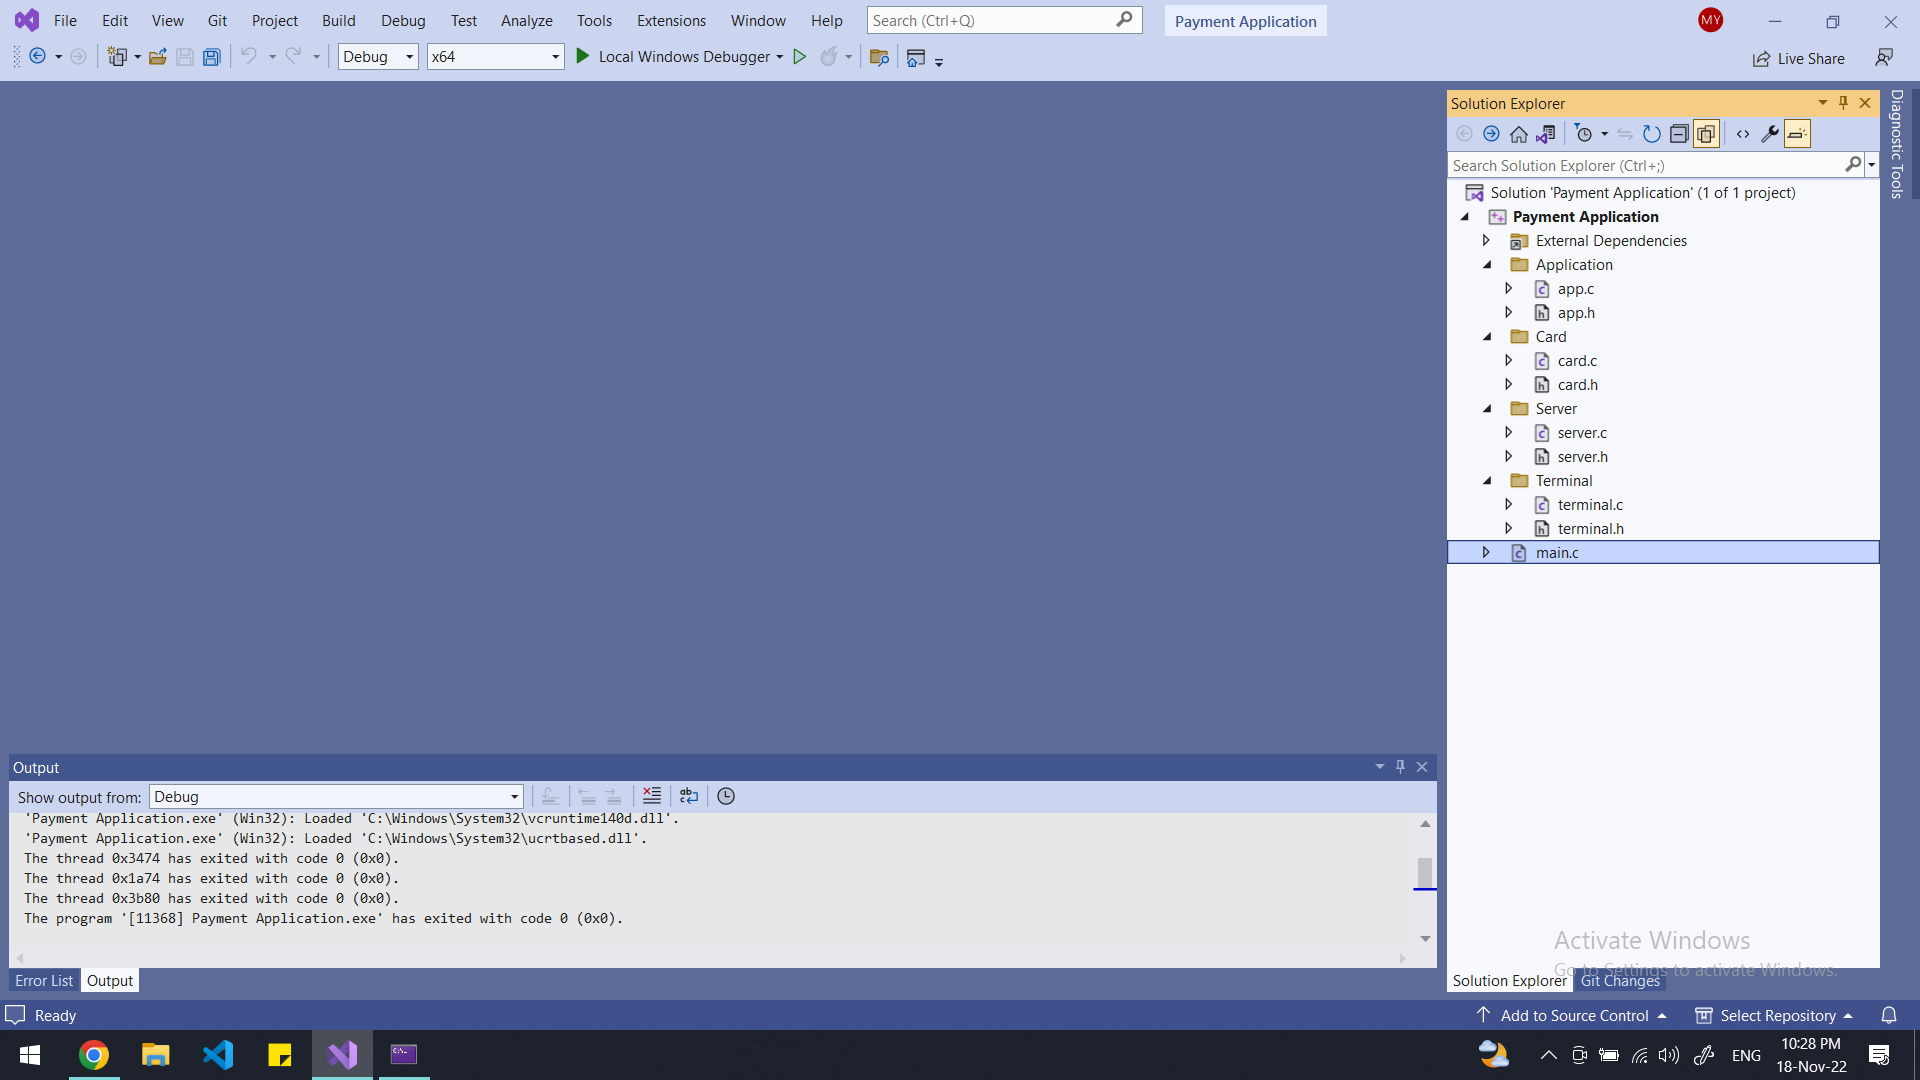 File Edit View Git Project Build Debug Test Analyze Tools Extensions Window Help Search (Ctrl+Q) Payment Application MY
Debug x64 Local Windows Debugger Live Share
Solution Explorer
Diagnostic Tools
Search Solution Explorer (Ctrl+;)
Solution 'Payment Application' (1 of 1 project)
Payment Application
External Dependencies
Application
app.c
app.h
Card
card.c
card.h
Server
server.c
server.h
Terminal
terminal.c
terminal.h
main.c
Output
Show output from: Debug
'Payment Application.exe' (Win32): Loaded 'C:\Windows\System32\vcruntime140d.dll'.
'Payment Application.exe' (Win32): Loaded 'C:\Windows\System32\ucrtbased.dll'.
The thread 0x3474 has exited with code 0 (0x0).
The thread 0x1a74 has exited with code 0 (0x0).
The thread 0x3b80 has exited with code 0 (0x0).
The program '[11368] Payment Application.exe' has exited with code 0 (0x0).
Activate Windows
Go to Settings to activate Windows.
Error List Output
Solution Explorer Git Changes
Ready Add to Source Control Select Repository
ENG 10:28 PM
18-Nov-22